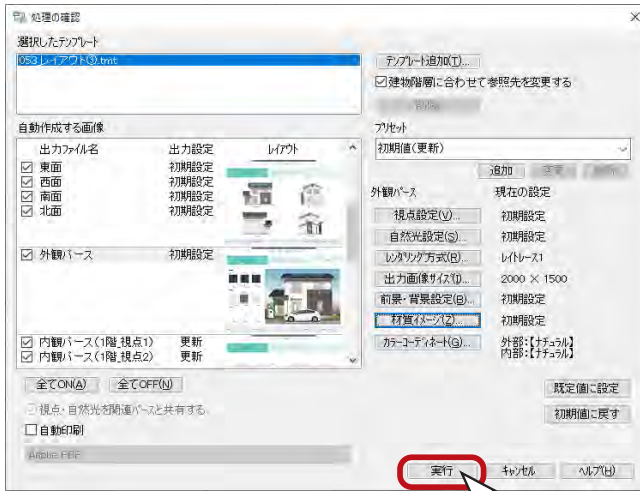 処理の確認
選択したテンプレート
053 レイアウト③.tmt
テンプレート追加(T)...
建物階層に合わせて参照先を変更する
自動作成する画像
プリセット
出力ファイル名 出力設定 レイアウト
初期値(更新)
東面 初期設定
西面 初期設定
南面 初期設定
北面 初期設定
追加
外観パース 現在の設定
視点設定(V)... 初期設定
自然光設定(S)... 初期設定
外観パース 初期設定
レンダリング方式(R)... レイトレース1
出力画像サイズ(I)... 2000 × 1500
前景・背景設定(B)... 初期設定
材質イメージ(Z)... 初期設定
カラーコーディネート(G)... 外部:【ナチュラル】
内部:【ナチュラル】
内観パース(1階,視点1) 更新
内観パース(1階,視点2) 更新
全てON(A) 全てOFF(N)
既定値に設定
視点・自然光を関連パースと共有する
初期値に戻す
自動印刷
実行 キャンセル ヘルプ(H)